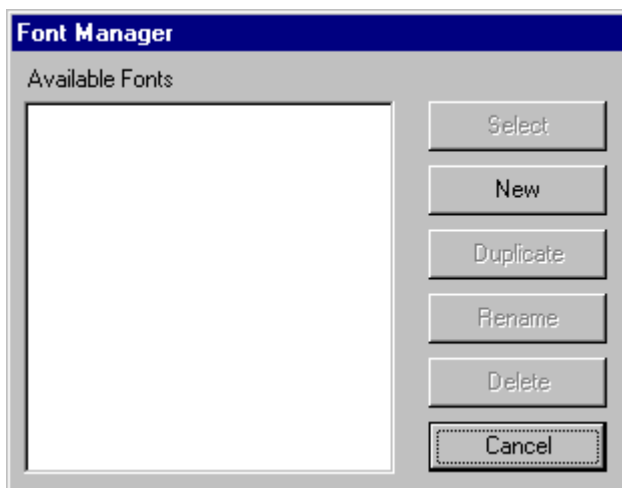 Font Manager
Available Fonts
Select
New
Duplicate
Rename
Delete
Cancel